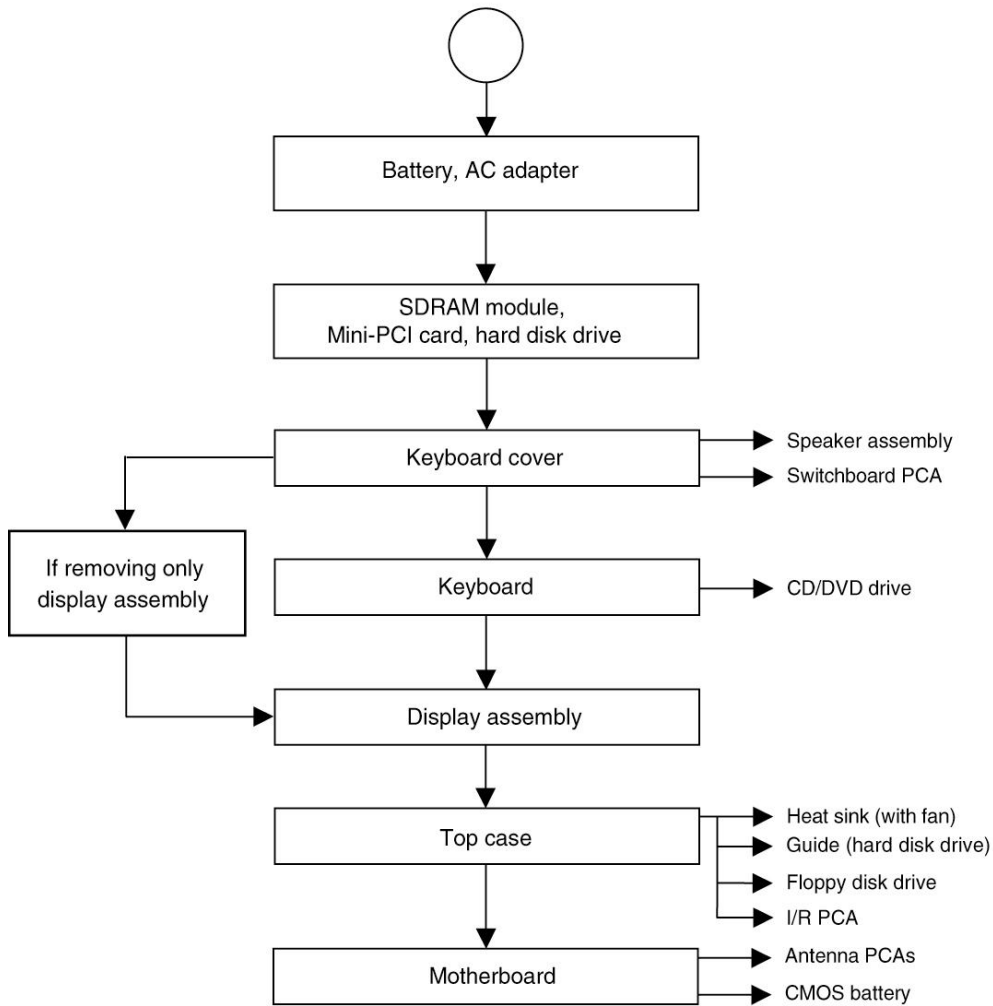 Battery, AC adapter
SDRAM module,
Mini-PCI card, hard disk drive
Keyboard cover
Speaker assembly
Switchboard PCA
If removing only
display assembly
Keyboard
CD/DVD drive
Display assembly
Top case
Heat sink (with fan)
Guide (hard disk drive)
Floppy disk drive
I/R PCA
Motherboard
Antenna PCAs
CMOS battery